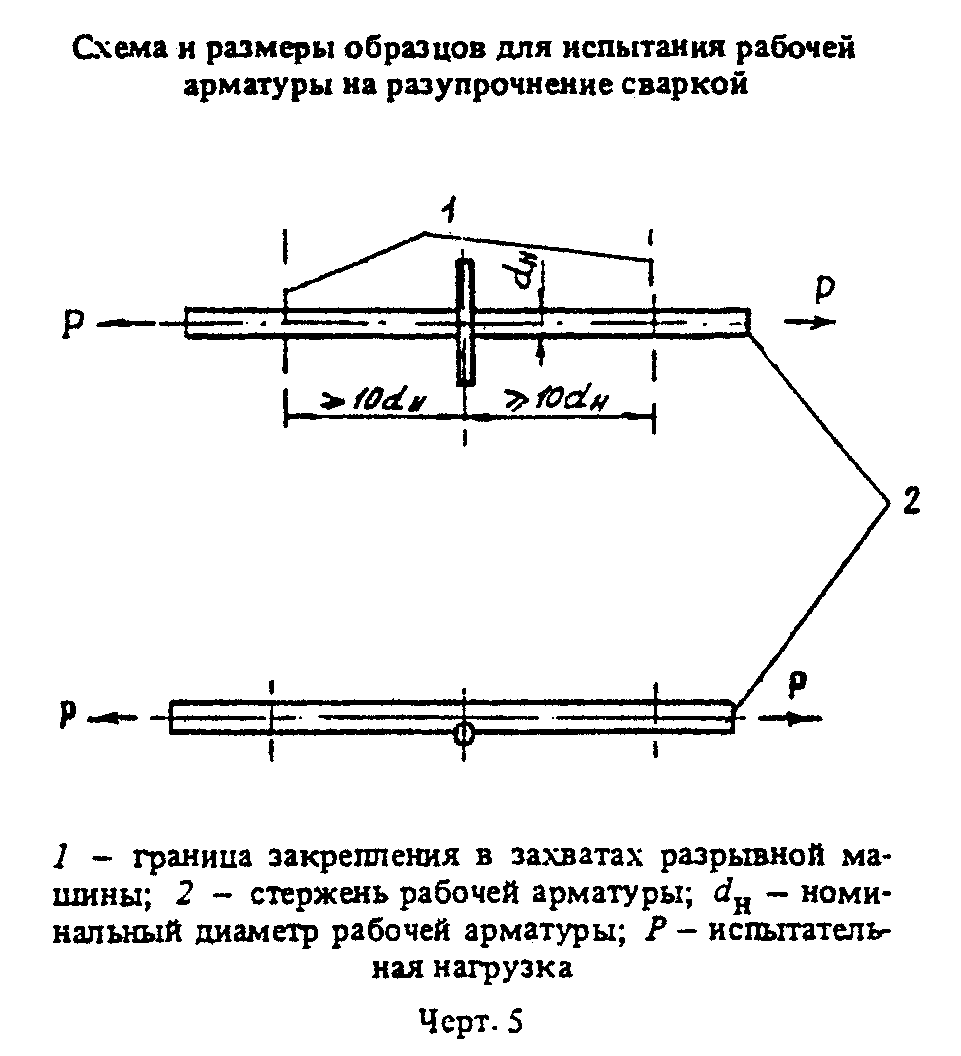 Схема и размеры образцов для испытания рабочей
арматуры на разупрочнение сваркой
1
dн
P
P
>10dн
⩾10dн
2
P
P
1 – граница закрепления в захватах разрывной ма-
шины; 2 – стержень рабочей арматуры; dн – номи-
нальный диаметр рабочей арматуры; P – испытатель-
ная нагрузка
Черт. 5